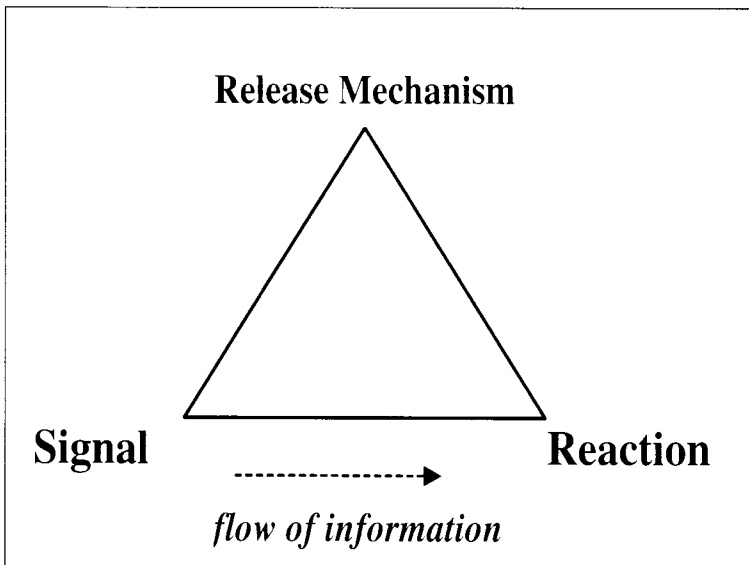 Release Mechanism
Signal
Reaction
flow of information